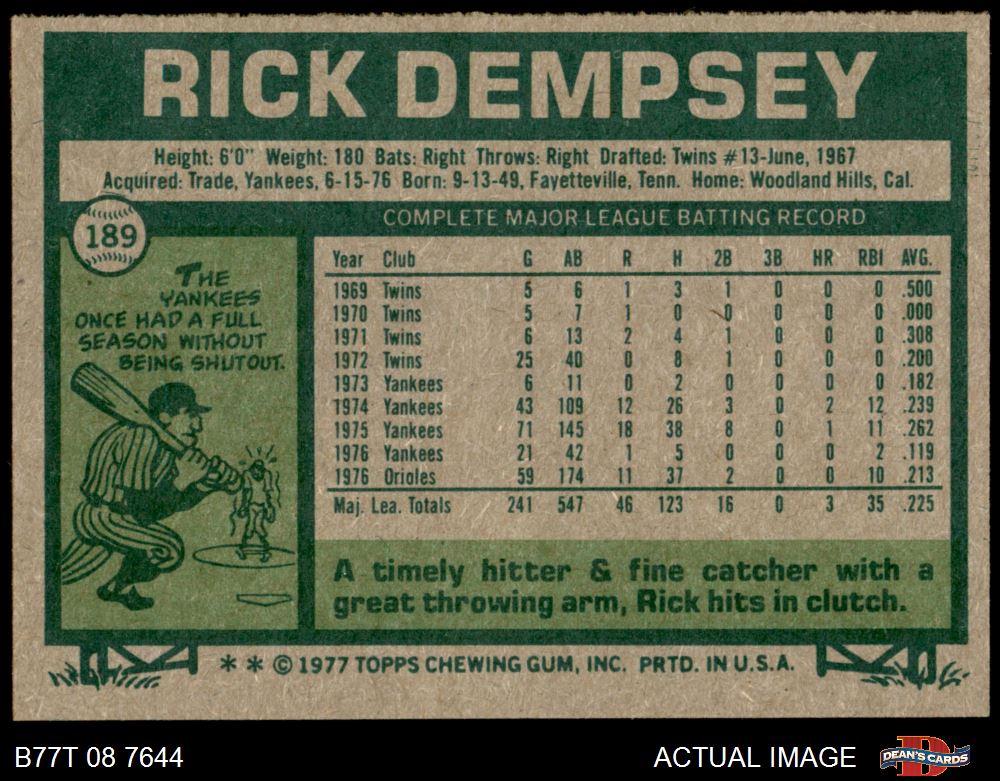 RICK DEMPSEY
Height: 6'0" Weight: 180 Bats: Right Throws: Right Drafted: Twins #13-June, 1967
Acquired: Trade, Yankees, 6-15-76 Born: 9-13-49, Fayetteville, Tenn. Home: Woodland Hills, Cal.
189
THE
YANKEES
ONCE HAD A FULL
SEASON WITHOUT
BEING SHUTOUT.
COMPLETE MAJOR LEAGUE BATTING RECORD
Year Club G AB R H 2B 3B HR RBI AVG.
1969 Twins 5 6 1 3 1 0 0 0 .500
1970 Twins 5 7 1 0 0 0 0 0 .000
1971 Twins 6 13 2 4 1 0 0 0 .308
1972 Twins 25 40 0 8 1 0 0 0 .200
1973 Yankees 6 11 0 2 0 0 0 0 .182
1974 Yankees 43 109 12 26 3 0 2 12 .239
1975 Yankees 71 145 18 38 8 0 1 11 .262
1976 Yankees 21 42 1 5 0 0 0 2 .119
1976 Orioles 59 174 11 37 2 0 0 10 .213
Maj. Lea. Totals 241 547 46 123 16 0 3 35 .225
A timely hitter & fine catcher with a
great throwing arm, Rick hits in clutch.
* * © 1977 TOPPS CHEWING GUM, INC. PRTD. IN U.S.A.
B77T 08 7644
ACTUAL IMAGE
D
DEAN'S CARDS